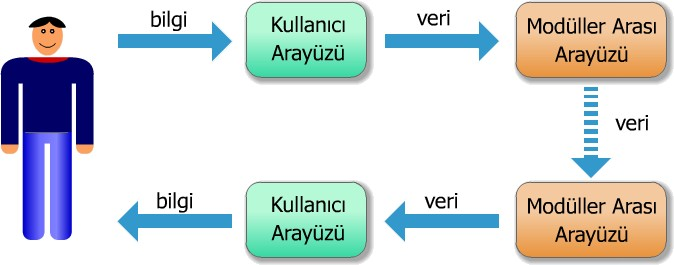 bilgi
Kullanıcı
Arayüzü
veri
Modüller Arası
Arayüzü
veri
bilgi
Kullanıcı
Arayüzü
veri
Modüller Arası
Arayüzü